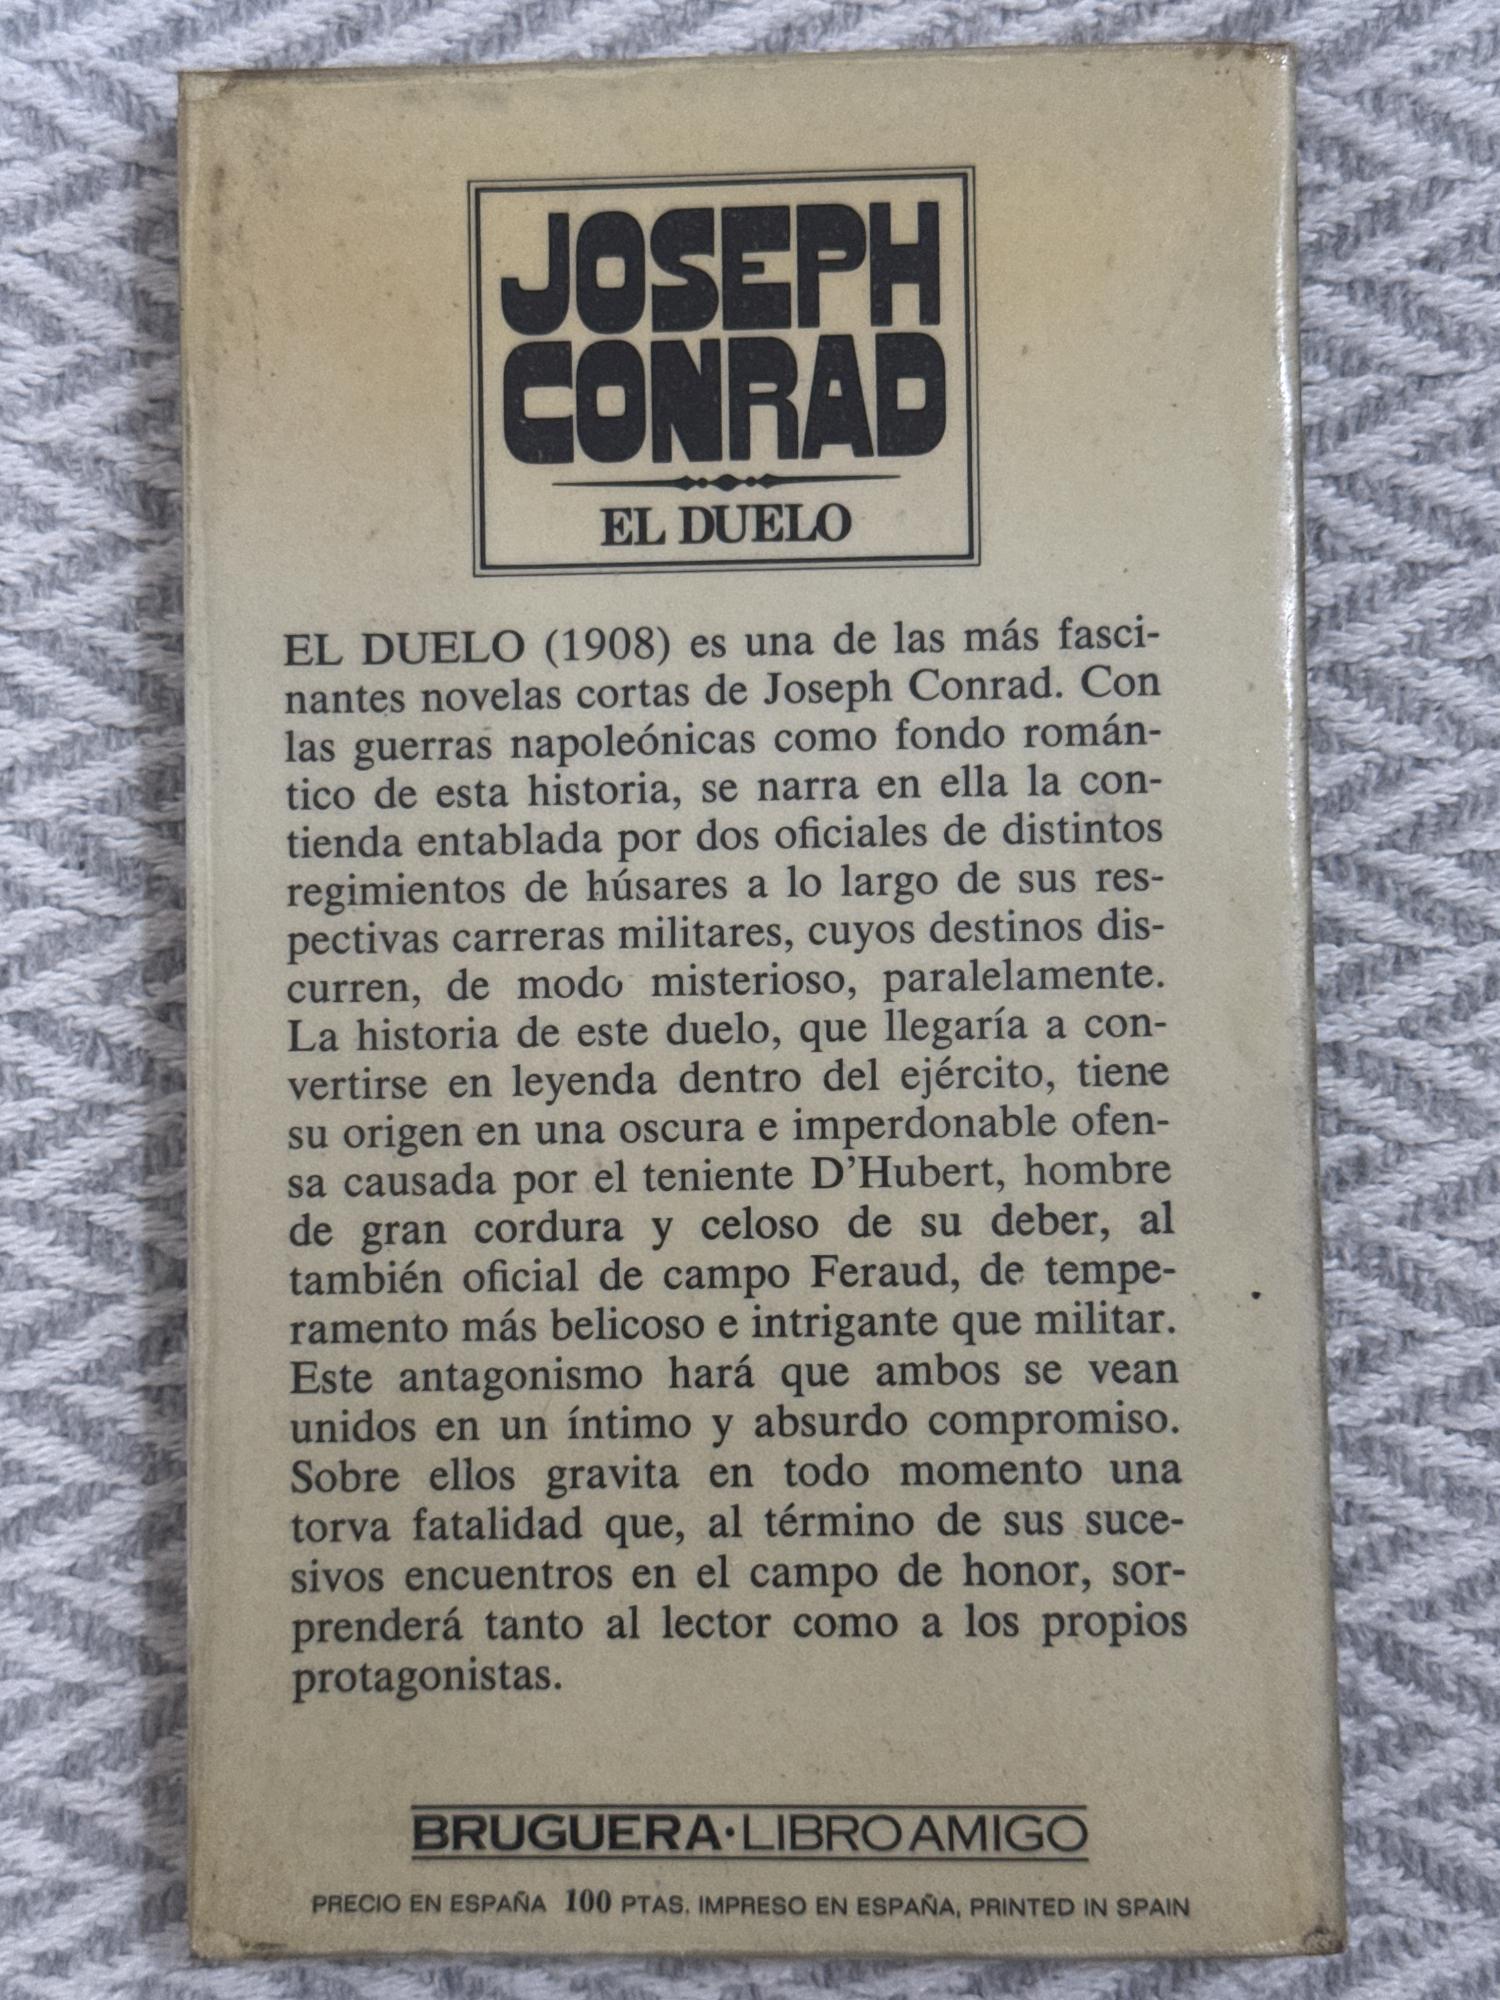 JOSEPH
CONRAD
EL DUELO
EL DUELO (1908) es una de las más fasci-
nantes novelas cortas de Joseph Conrad. Con
las guerras napoleónicas como fondo román-
tico de esta historia, se narra en ella la con-
tienda entablada por dos oficiales de distintos
regimientos de húsares a lo largo de sus res-
pectivas carreras militares, cuyos destinos dis-
curren, de modo misterioso, paralelamente.
La historia de este duelo, que llegaría a con-
vertirse en leyenda dentro del ejército, tiene
su origen en una oscura e imperdonable ofen-
sa causada por el teniente D’Hubert, hombre
de gran cordura y celoso de su deber, al
también oficial de campo Feraud, de tempe-
ramento más belicoso e intrigante que militar.
Este antagonismo hará que ambos se vean
unidos en un íntimo y absurdo compromiso.
Sobre ellos gravita en todo momento una
torva fatalidad que, al término de sus suce-
sivos encuentros en el campo de honor, sor-
prenderá tanto al lector como a los propios
protagonistas.
BRUGUERA·LIBRO AMIGO
PRECIO EN ESPAÑA 100 PTAS. IMPRESO EN ESPAÑA, PRINTED IN SPAIN